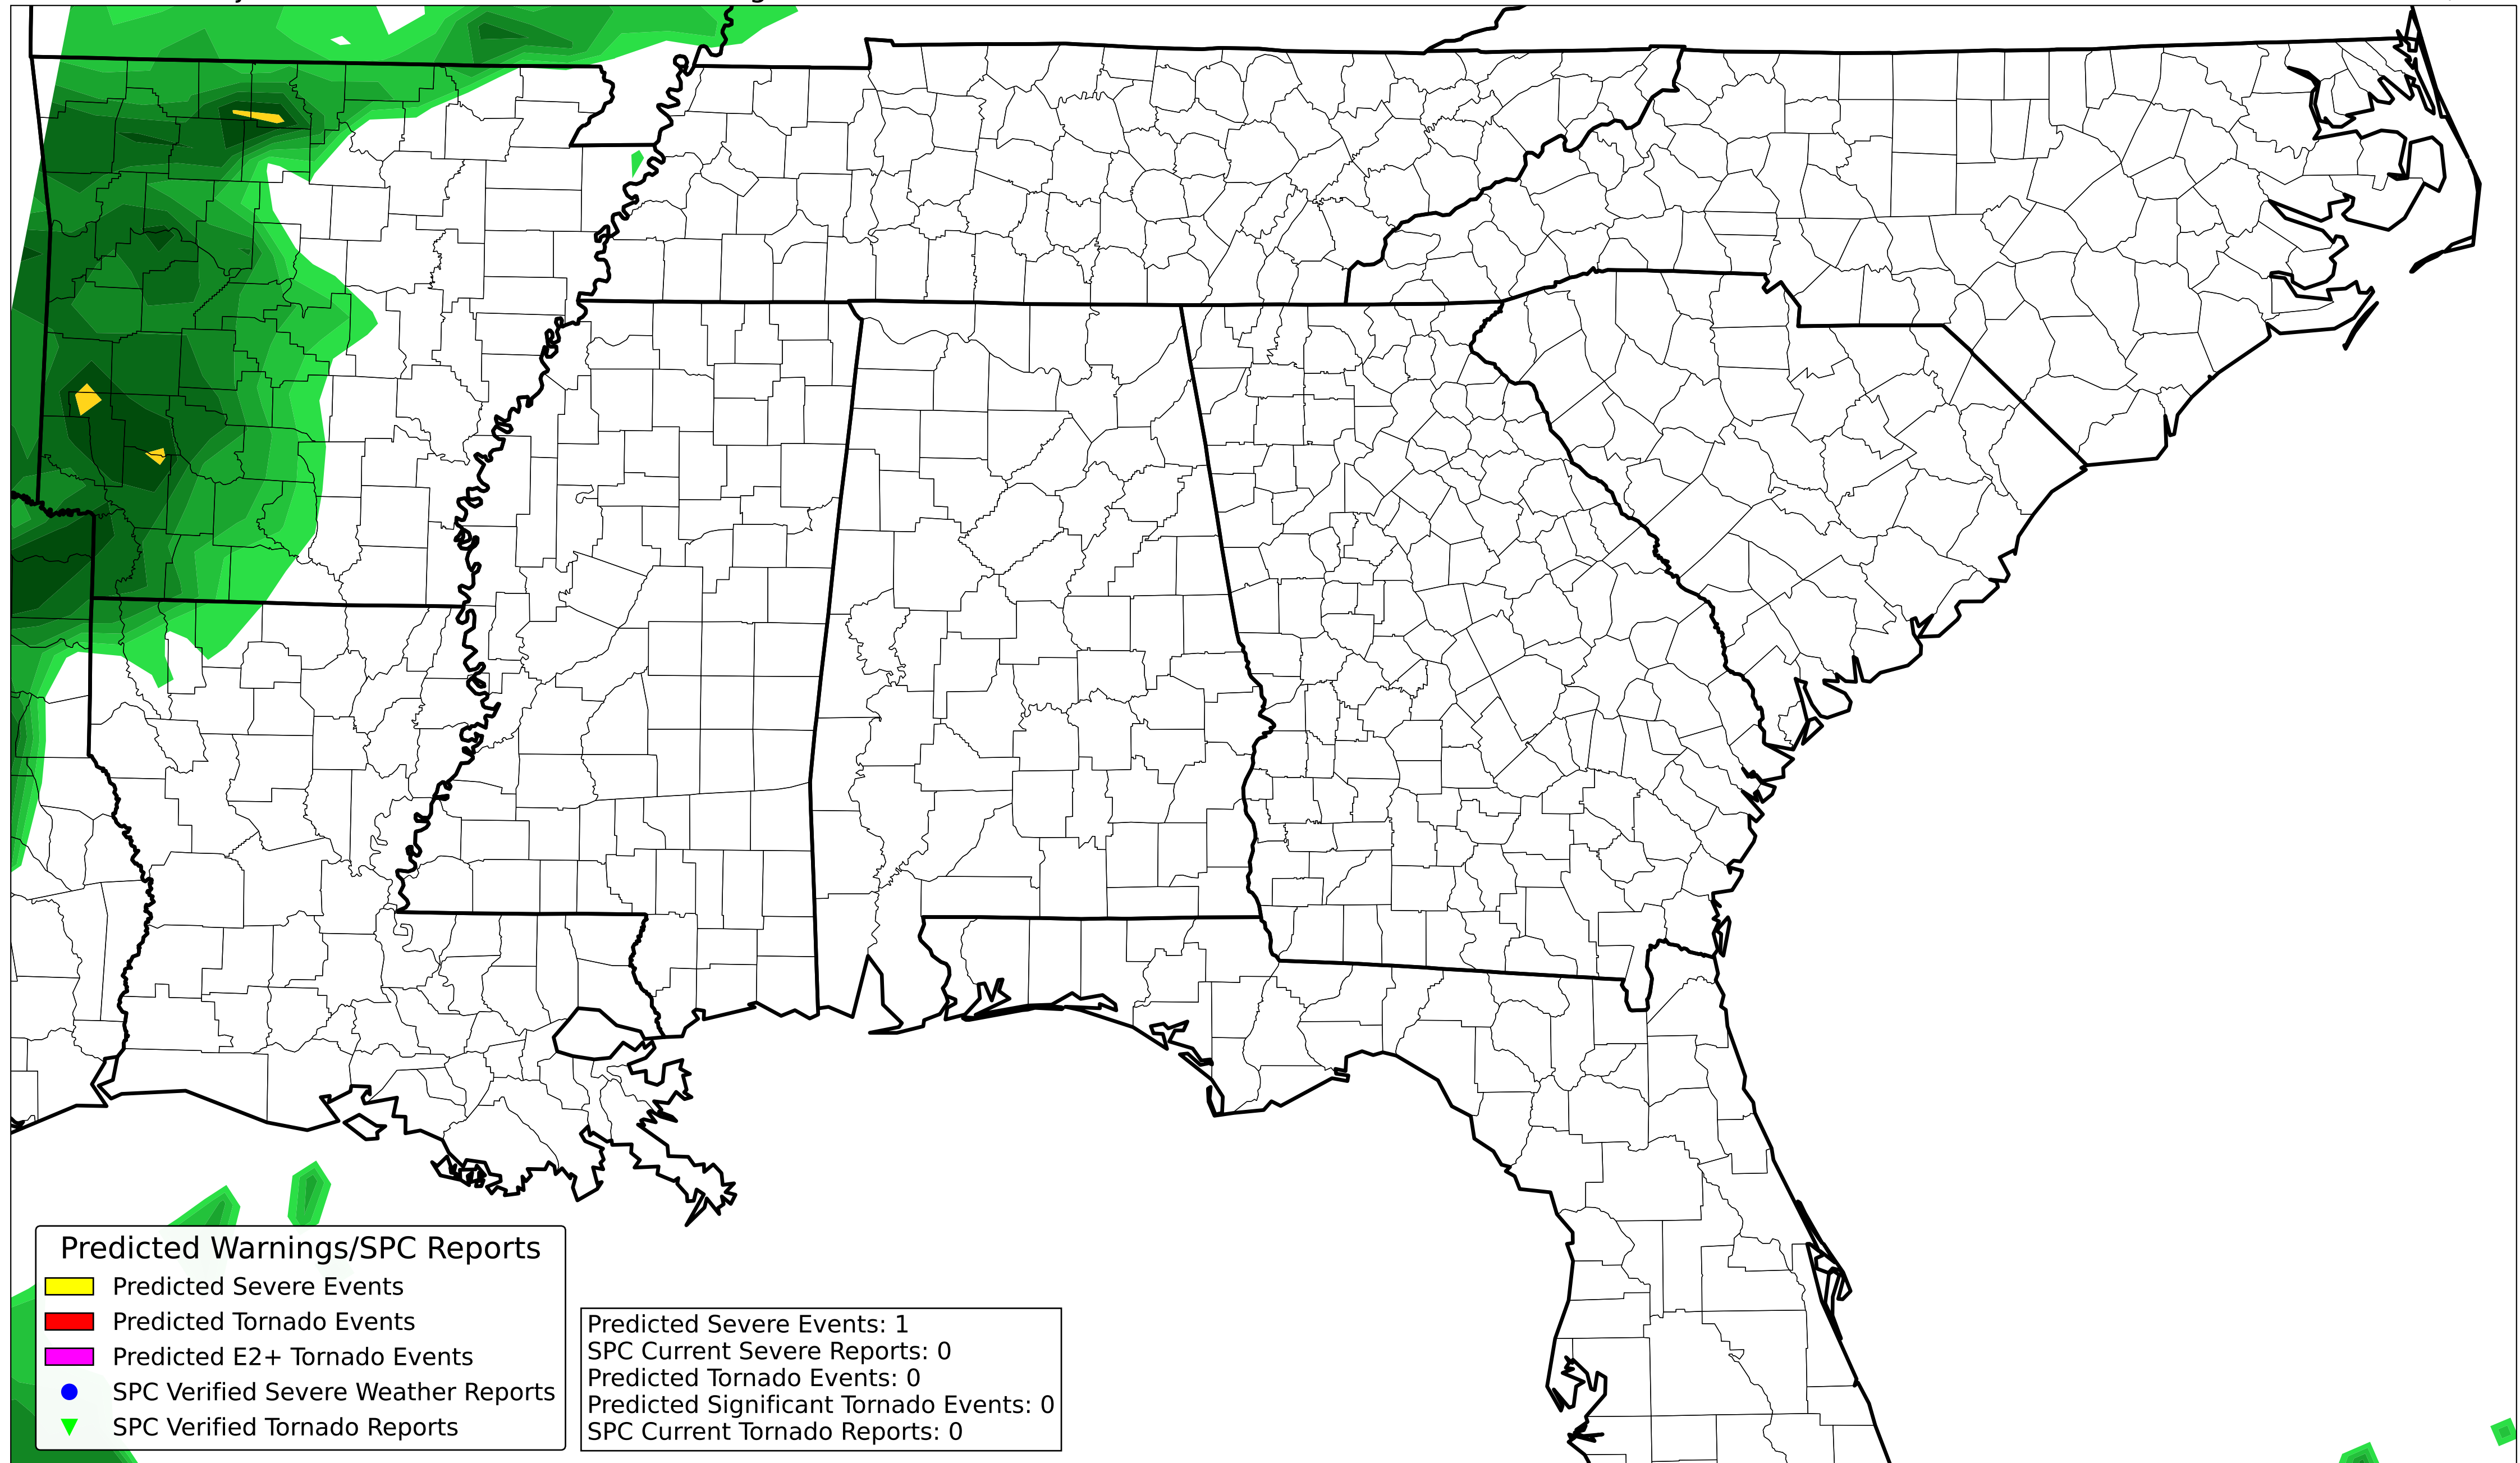 Predicted Warnings/SPC Reports
Predicted Severe Events
Predicted Tornado Events
Predicted E2+ Tornado Events
SPC Verified Severe Weather Reports
SPC Verified Tornado Reports
Predicted Severe Events: 1
SPC Current Severe Reports: 0
Predicted Tornado Events: 0
Predicted Significant Tornado Events: 0
SPC Current Tornado Reports: 0